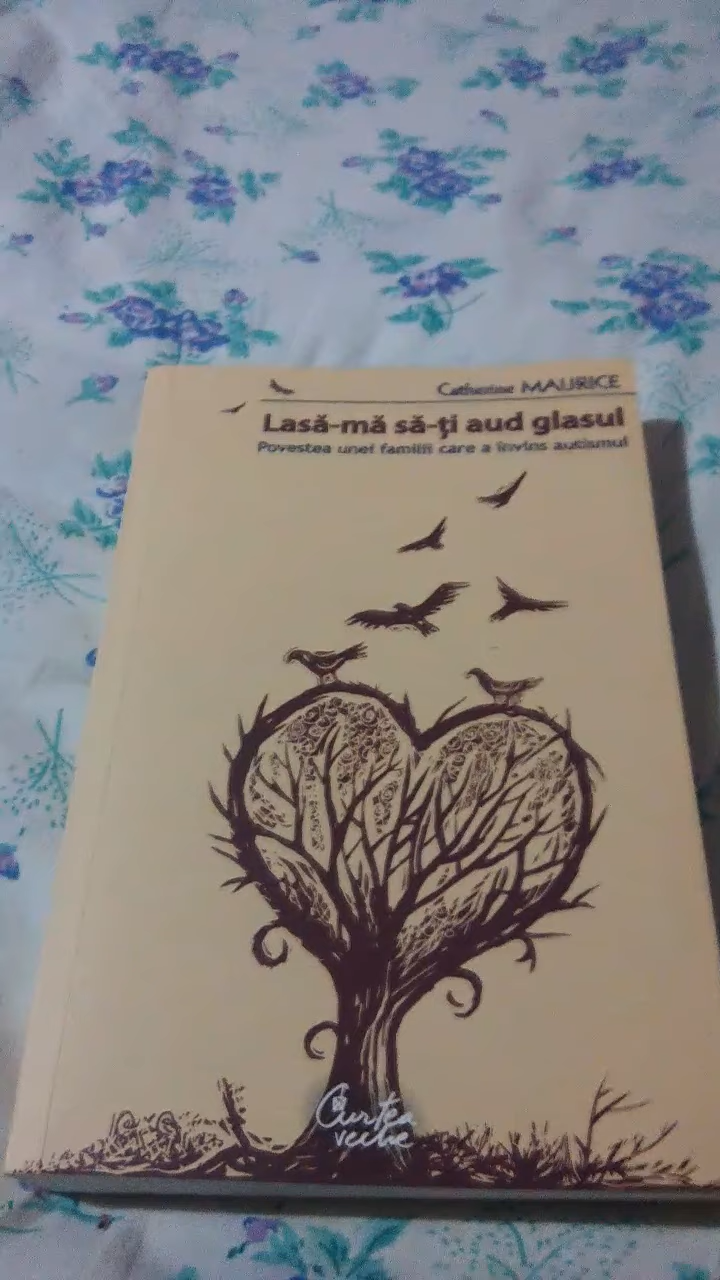 Catherine MAURICE
Lasă-mă să-ți aud glasul
Povestea unei familii care a învins autismul
Curtea
veche